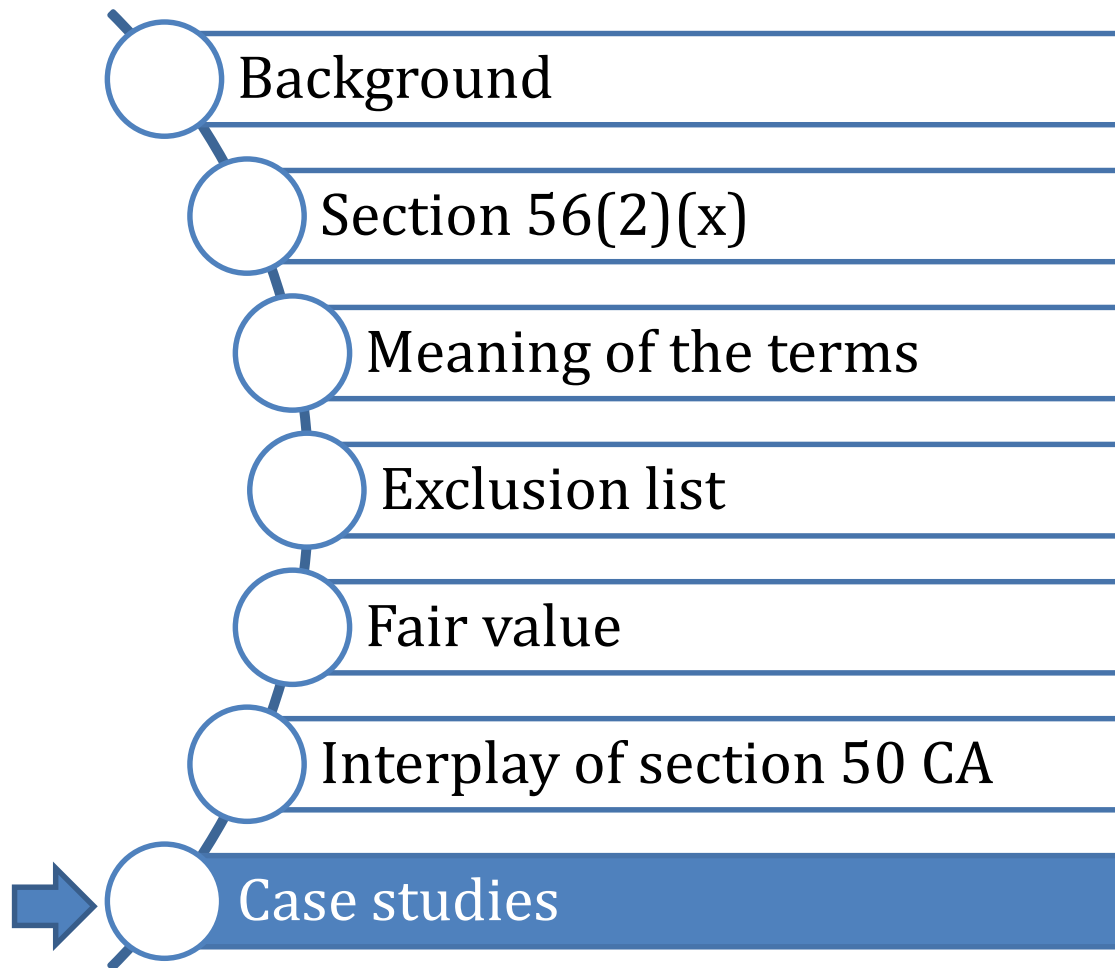 Background
Section 56(2)(x)
Meaning of the terms
Exclusion list
Fair value
Interplay of section 50 CA
Case studies